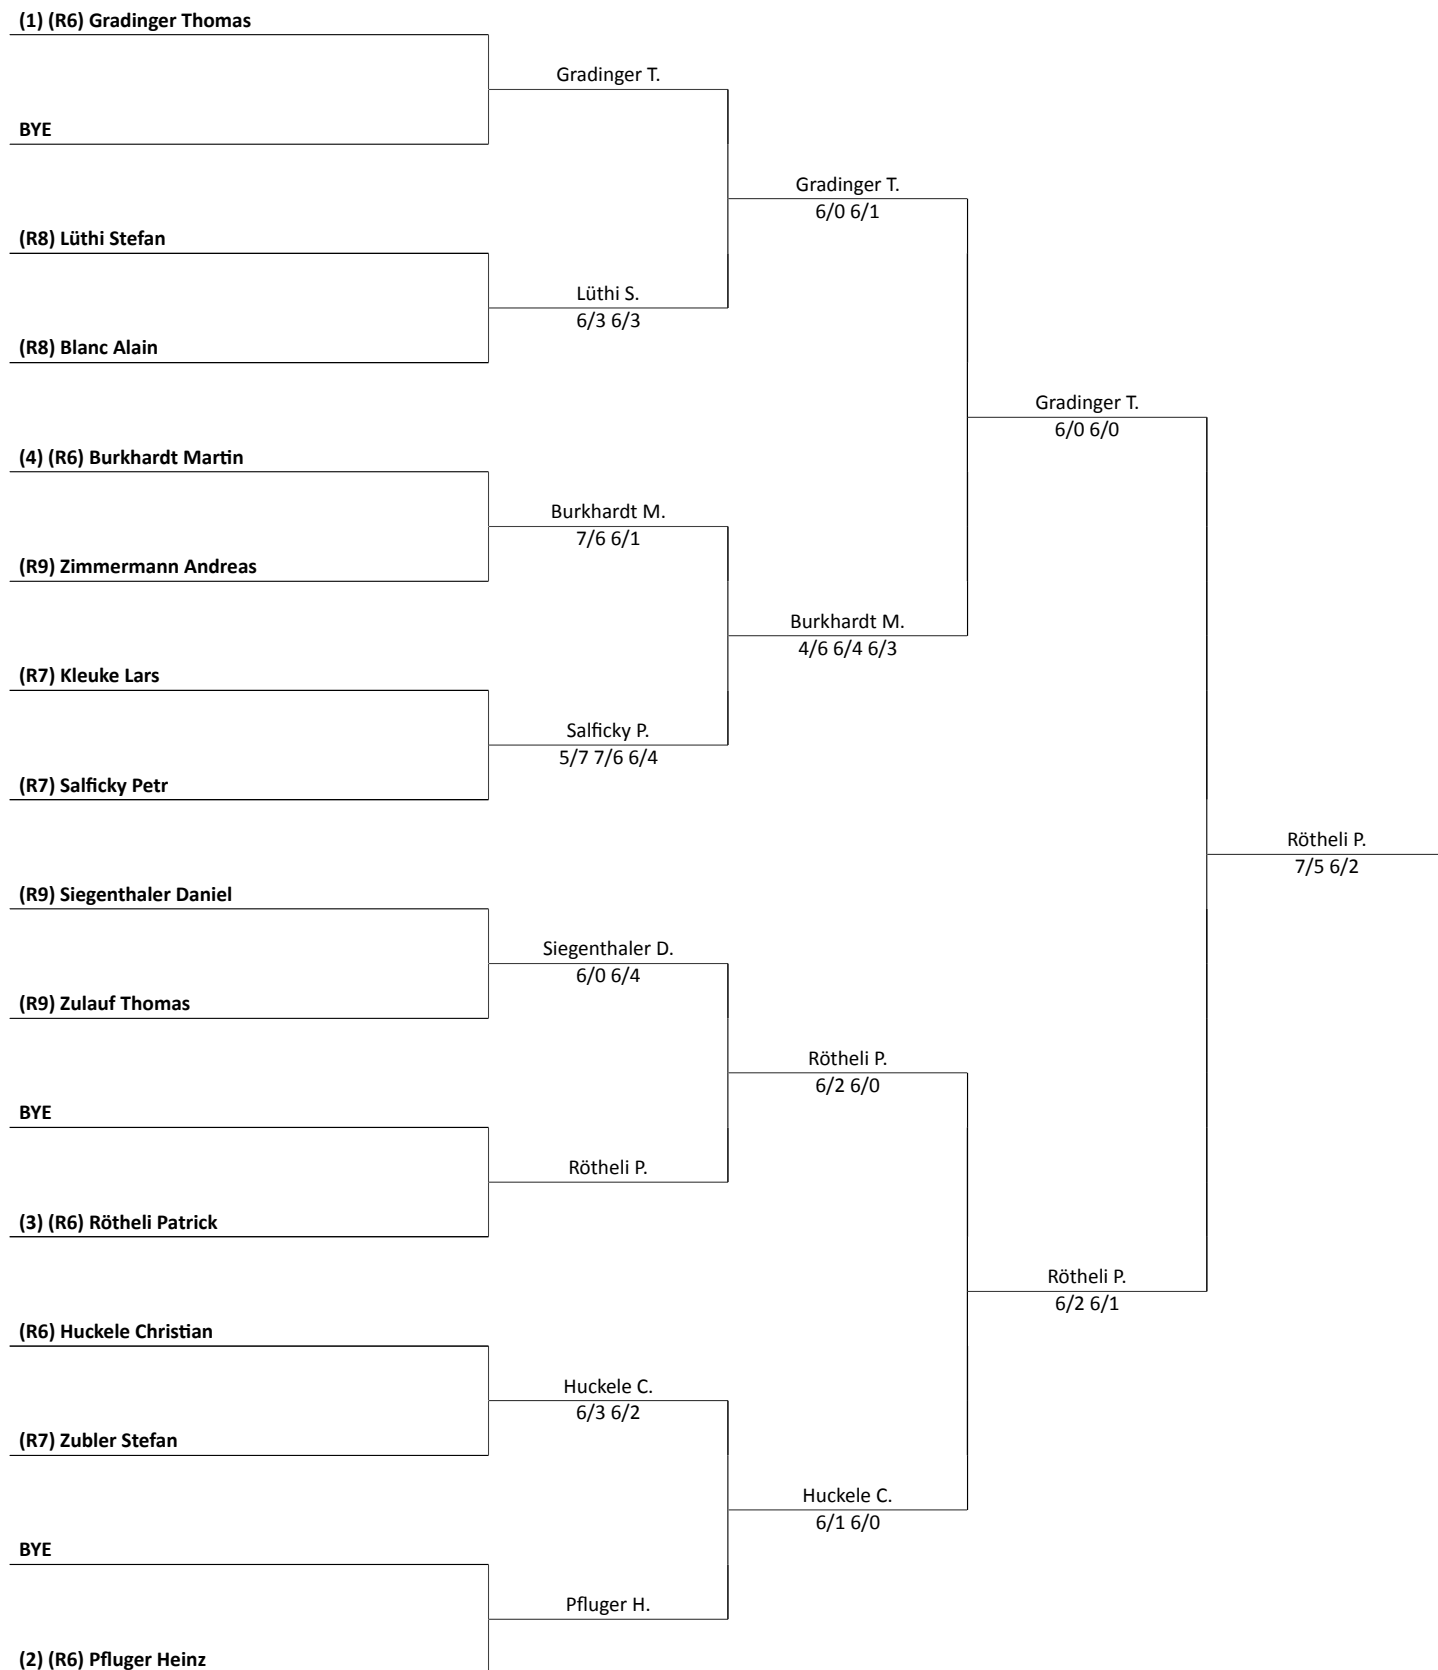 (1) (R6) Gradinger Thomas
Gradinger T.
BYE
Gradinger T.
6/0 6/1
(R8) Lüthi Stefan
Lüthi S.
6/3 6/3
(R8) Blanc Alain
Gradinger T.
6/0 6/0
(4) (R6) Burkhardt Martin
Burkhardt M.
7/6 6/1
(R9) Zimmermann Andreas
Burkhardt M.
4/6 6/4 6/3
(R7) Kleuke Lars
Salficky P.
5/7 7/6 6/4
(R7) Salficky Petr
Rötheli P.
7/5 6/2
(R9) Siegenthaler Daniel
Siegenthaler D.
6/0 6/4
(R9) Zulauf Thomas
Rötheli P.
6/2 6/0
BYE
Rötheli P.
(3) (R6) Rötheli Patrick
Rötheli P.
6/2 6/1
(R6) Huckele Christian
Huckele C.
6/3 6/2
(R7) Zubler Stefan
Huckele C.
6/1 6/0
BYE
Pfluger H.
(2) (R6) Pfluger Heinz